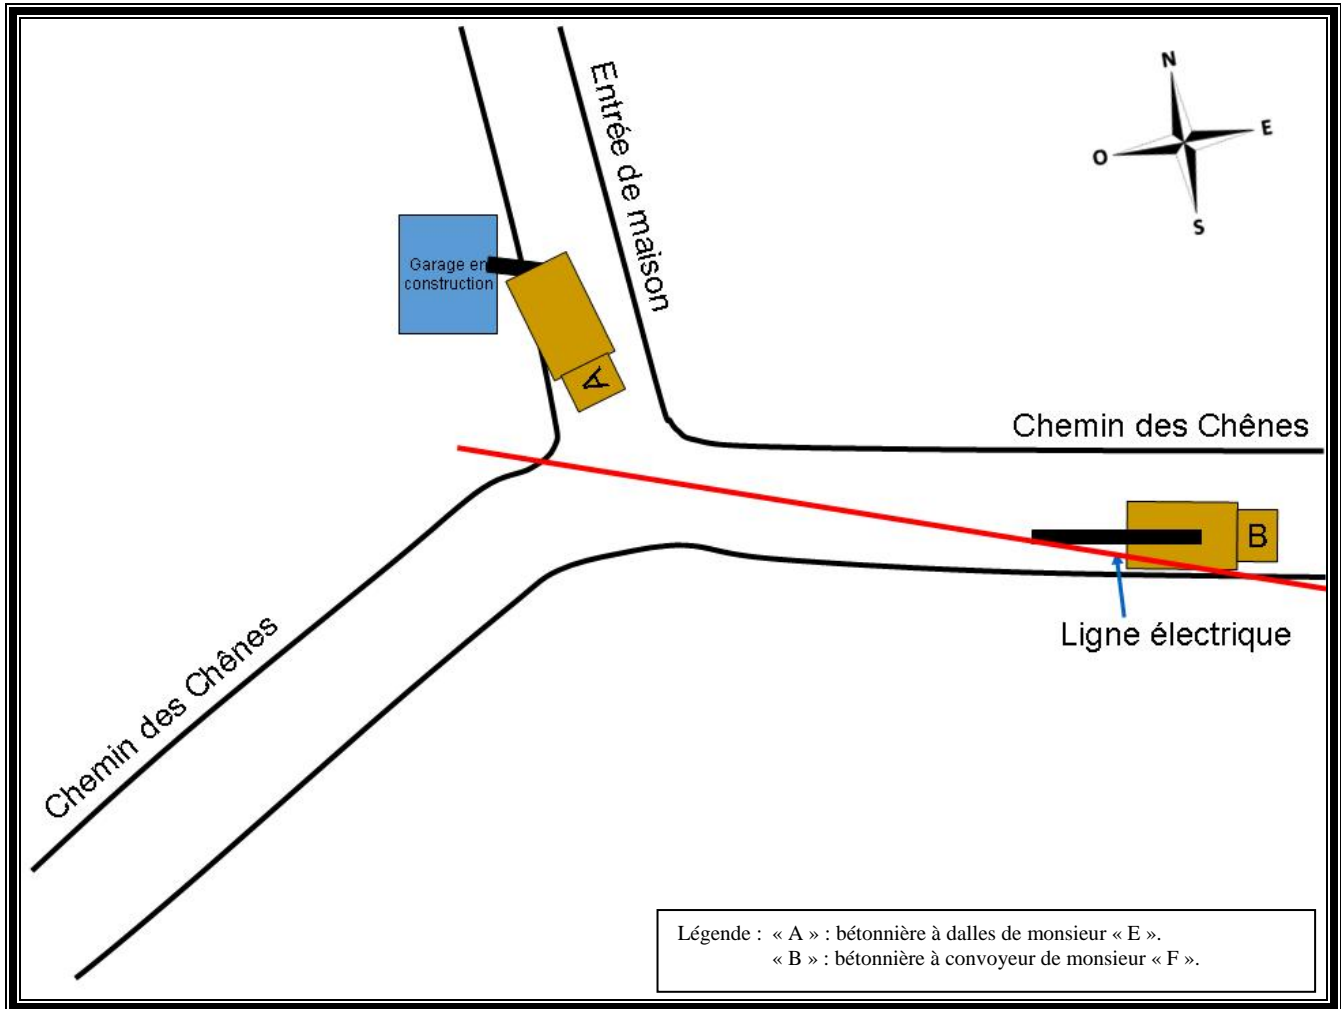 N
E
O
S
Entrée de maison
Garage en
construction
A
Chemin des Chênes
B
Ligne électrique
Chemin des Chênes
Légende : « A » : bétonnière à dalles de monsieur « E ».
« B » : bétonnière à convoyeur de monsieur « F ».